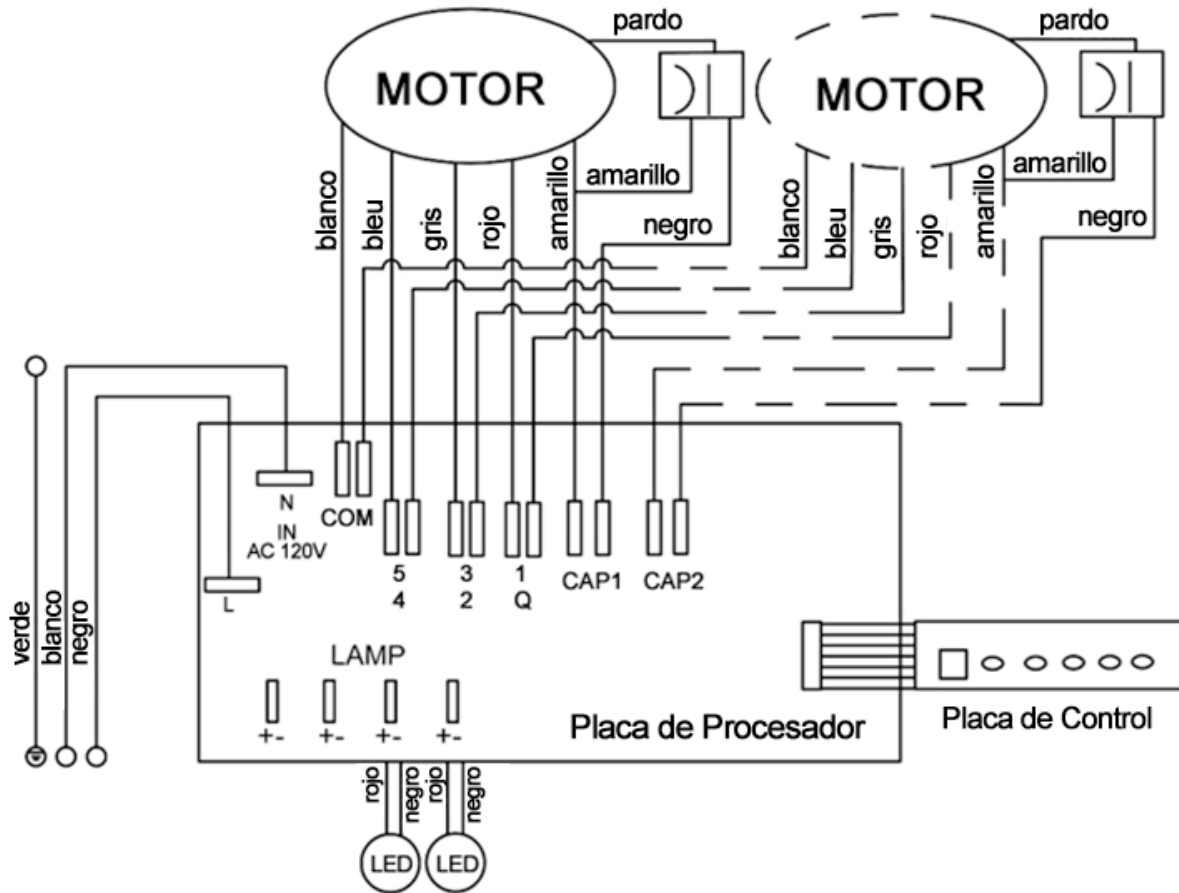 pardo
pardo
MOTOR
MOTOR
amarillo
amarillo
negro
negro
blanco
bleu
gris
rojo
amarillo
blanco
bleu
gris
rojo
amarillo
N
IN
AC 120V
COM
L
5
4
3
2
1
Q
CAP1
CAP2
verde
blanco
negro
LAMP
+-
+-
+-
+-
Placa de Procesador
Placa de Control
rojo
negro
rojo
negro
LED
LED